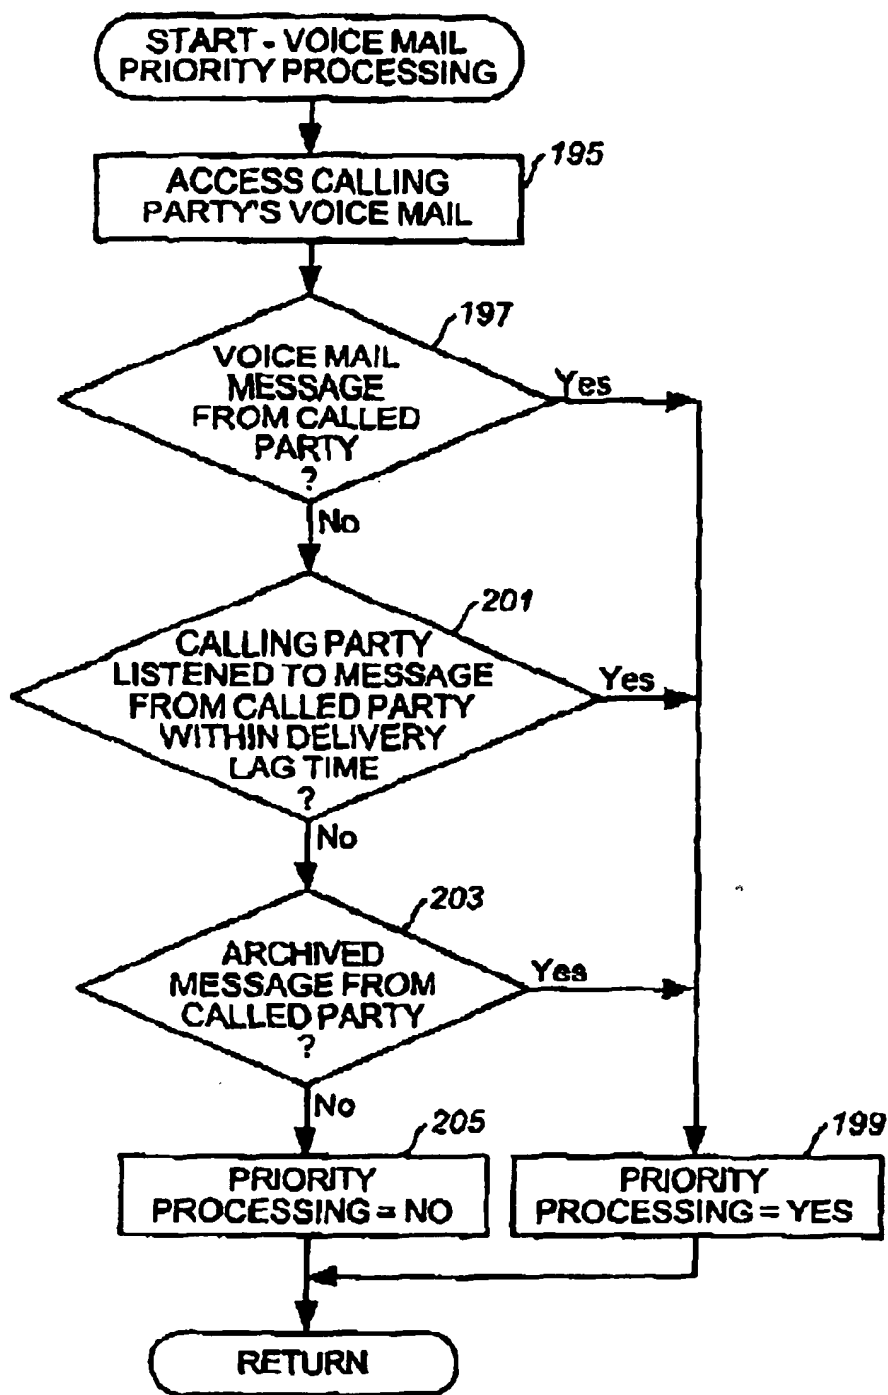 START - VOICE MAIL
PRIORITY PROCESSING
195
ACCESS CALLING
PARTY'S VOICE MAIL
197
VOICE MAIL
MESSAGE
FROM CALLED
PARTY
?
Yes
No
201
CALLING PARTY
LISTENED TO MESSAGE
FROM CALLED PARTY
WITHIN DELIVERY
LAG TIME
?
Yes
No
203
ARCHIVED
MESSAGE FROM
CALLED PARTY
?
Yes
No
205
PRIORITY
PROCESSING = NO
199
PRIORITY
PROCESSING = YES
RETURN